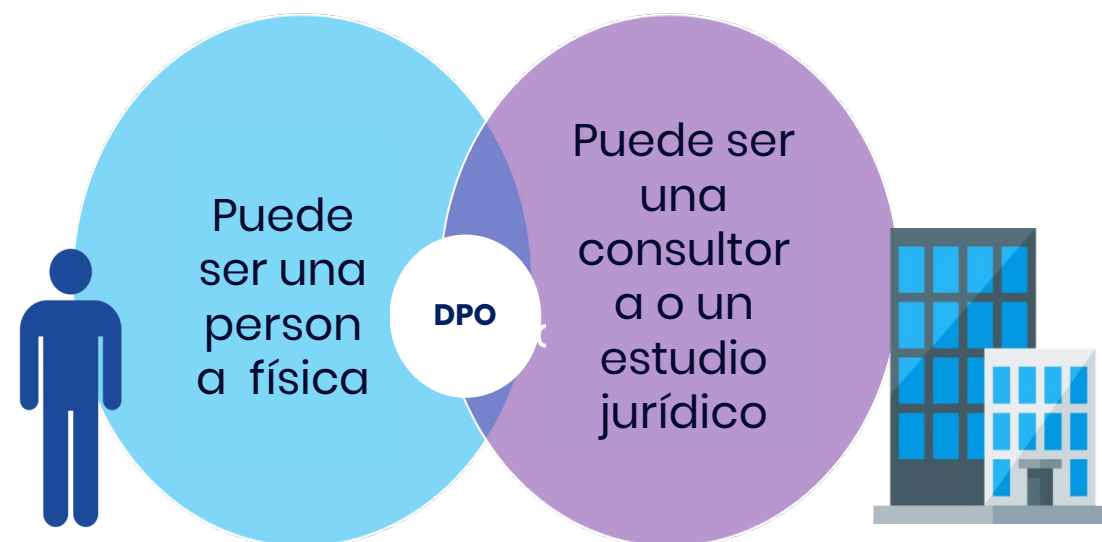 Puede
ser una
person
a física
DPO
Puede ser
una
consultor
a o un
estudio
jurídico